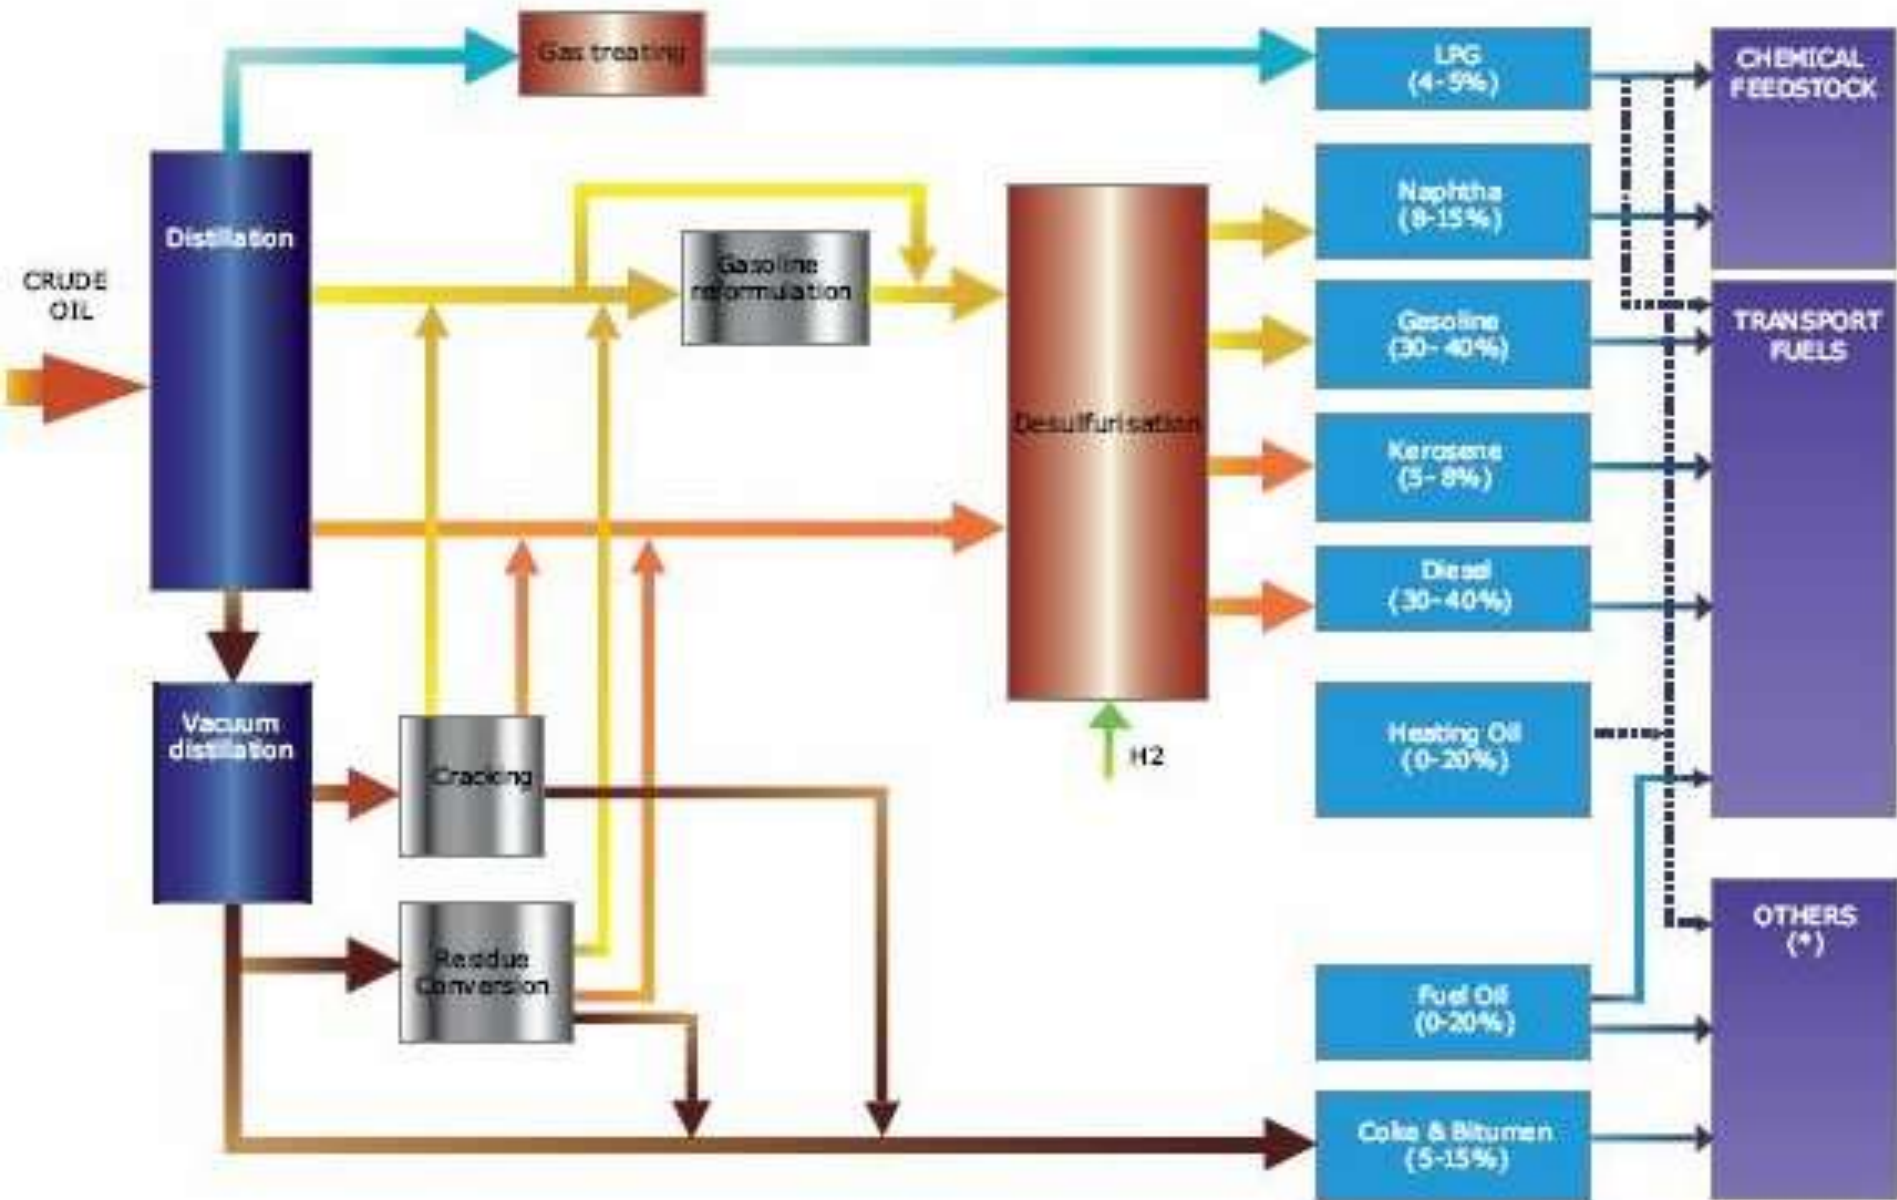 Gas treating
LPG
(4-5%)
CHEMICAL
FEEDSTOCK
Distillation
CRUDE
OIL
Gasoline
reformulation
Naphtha
(8-15%)
Gasoline
(30-40%)
TRANSPORT
FUELS
Desulfurisation
Kerosene
(5-8%)
Diesel
(30-40%)
Vacuum
distillation
Cracking
H2
Heating Oil
(0-20%)
Residue
Conversion
OTHERS
(*)
Fuel Oil
(0-20%)
Coke & Bitumen
(5-15%)